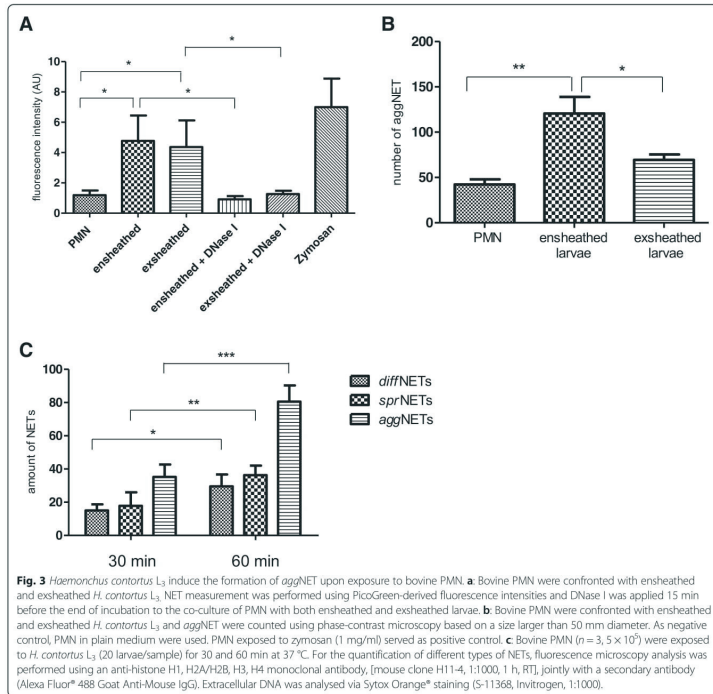 A
fluorescence intensity (AU)
10
8
6
4
2
0
*
*
*
*
PMN
ensheathed
exsheathed
ensheathed + DNase I
exsheathed + DNase I
Zymosan
B
number of aggNET
200
150
100
50
0
**
*
PMN
ensheathed
larvae
exsheathed
larvae
C
amount of NETs
100
80
60
40
20
0
***
**
*
30 min
60 min
diffNETs
sprNETs
aggNETs
Fig. 3 Haemonchus contortus L3 induce the formation of aggNET upon exposure to bovine PMN. a: Bovine PMN were confronted with ensheathed
and exsheathed H. contortus L3. NET measurement was performed using PicoGreen-derived fluorescence intensities and DNase I was applied 15 min
before the end of incubation to the co-culture of PMN with both ensheathed and exsheathed larvae. b: Bovine PMN were confronted with ensheathed
and exsheathed H. contortus L3 and aggNET were counted using phase-contrast microscopy based on a size larger than 50 mm diameter. As negative
control, PMN in plain medium were used. PMN exposed to zymosan (1 mg/ml) served as positive control. c: Bovine PMN (n = 3, 5 × 10⁵) were exposed
to H. contortus L3 (20 larvae/sample) for 30 and 60 min at 37 °C. For the quantification of different types of NETs, fluorescence microscopy analysis was
performed using an anti-histone H1, H2A/H2B, H3, H4 monoclonal antibody, [mouse clone H11-4, 1:1000, 1 h, RT], jointly with a secondary antibody
(Alexa Fluor® 488 Goat Anti-Mouse IgG). Extracellular DNA was analysed via Sytox Orange® staining (S-11368, Invitrogen, 1:1000).